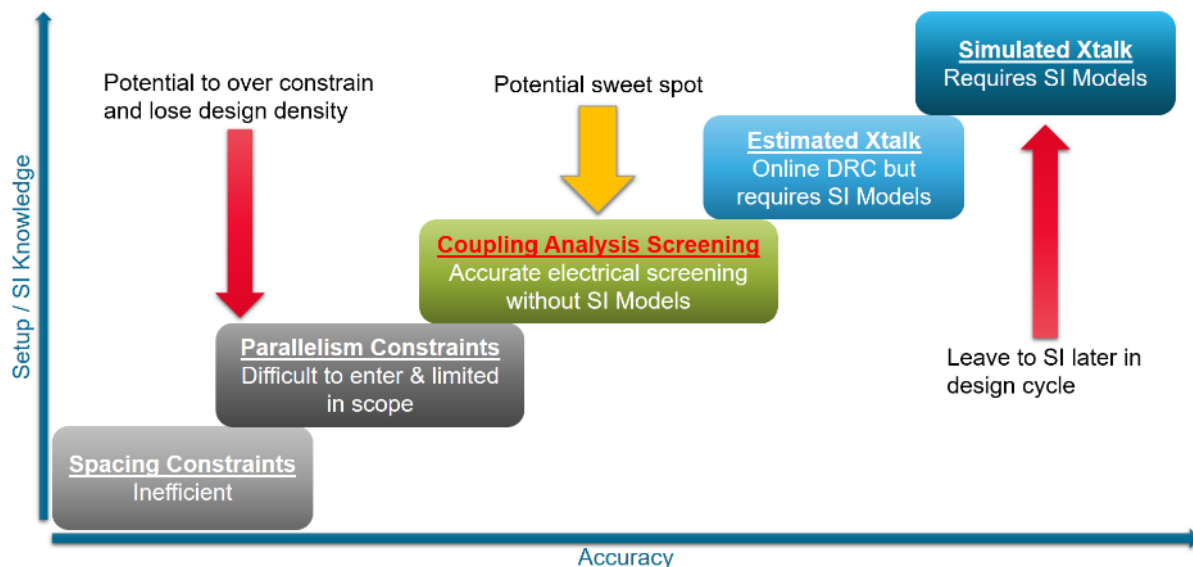 Simulated Xtalk
Requires SI Models
Potential to over constrain
and lose design density
Potential sweet spot
Estimated Xtalk
Online DRC but
requires SI Models
Coupling Analysis Screening
Accurate electrical screening
without SI Models
Parallelism Constraints
Difficult to enter & limited
in scope
Leave to SI later in
design cycle
Spacing Constraints
Inefficient
Setup / SI Knowledge
Accuracy